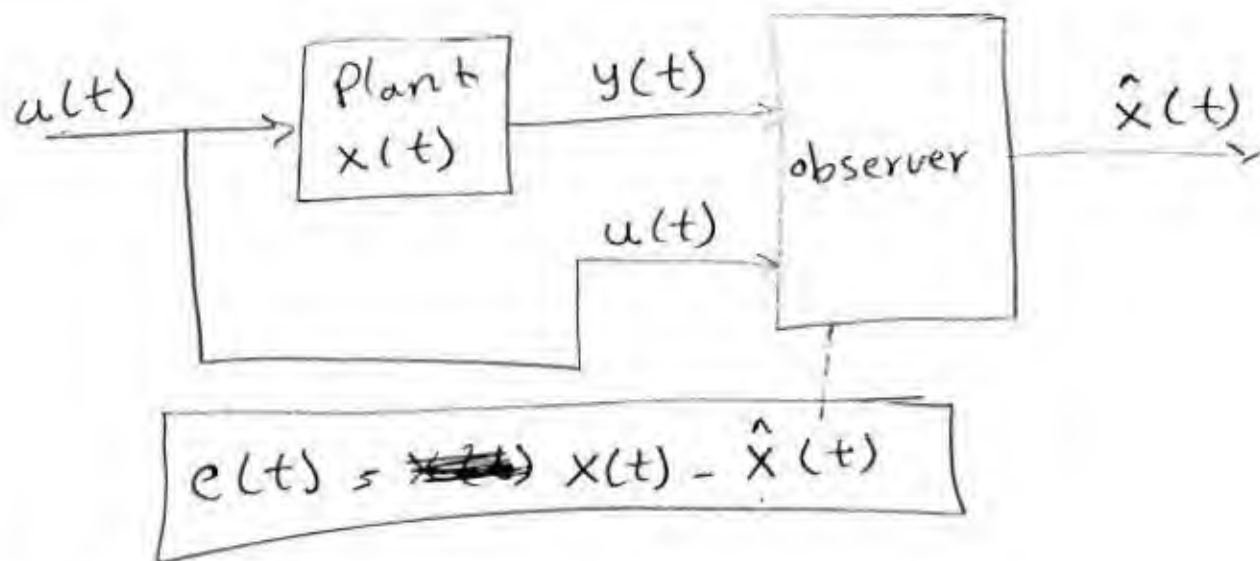 u(t)
Plant
x(t)
y(t)
u(t)
observer
x̂(t)
e(t) = x(t) - x̂(t)